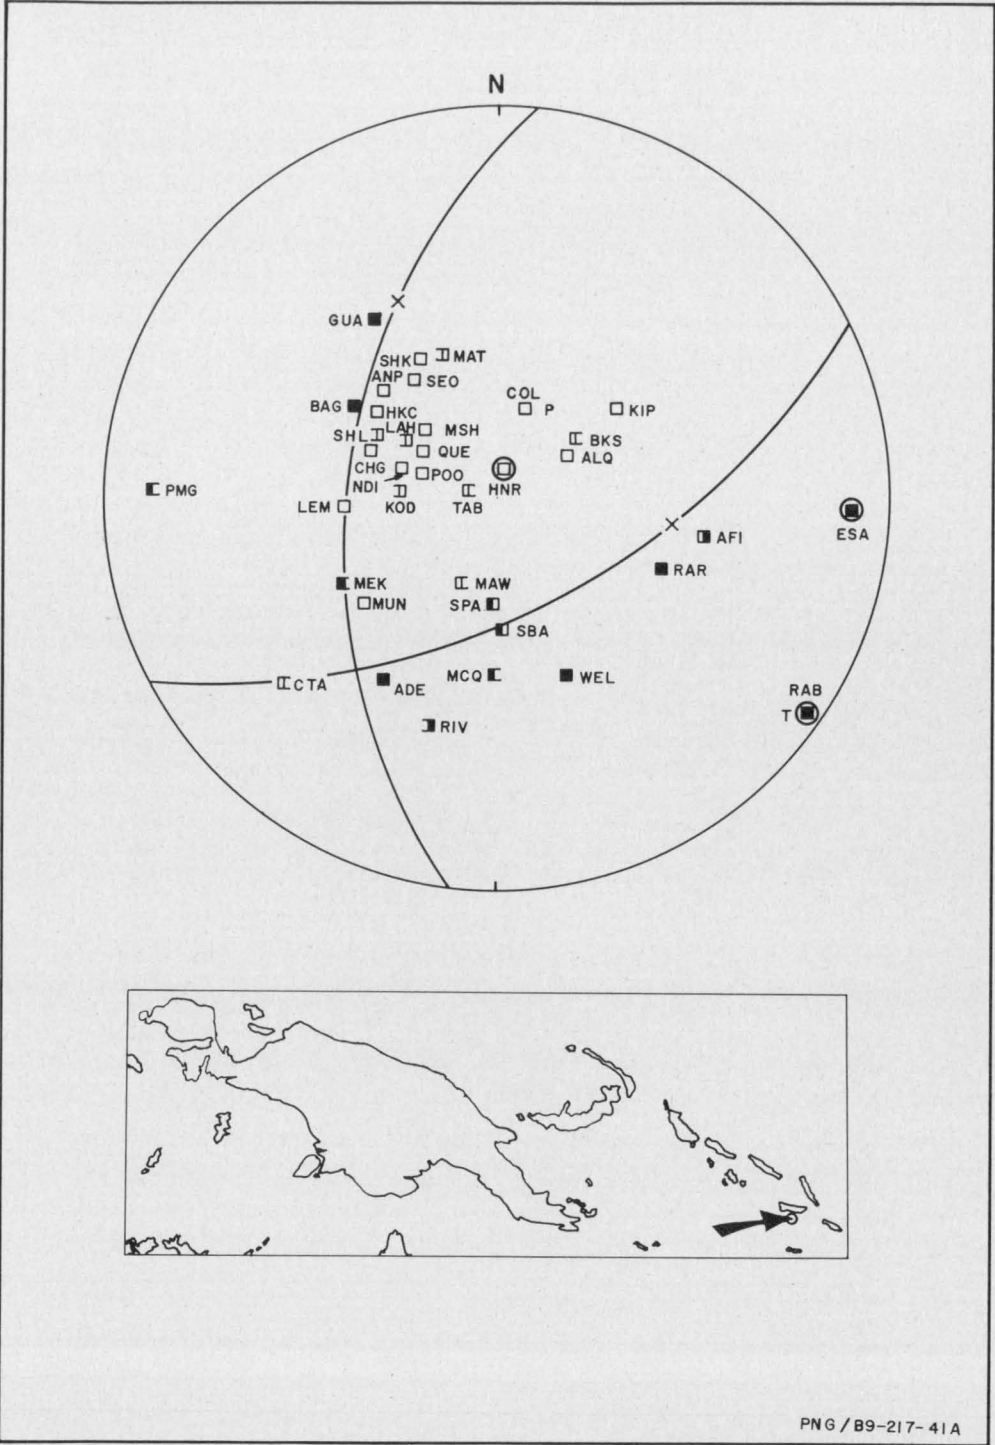 N
GUA
SHK
MAT
ANP
SEO
BAG
HKC
COL
P
KIP
LAH
MSH
SHL
BKS
QUE
ALQ
CHG
POO
NDI
HNR
PMG
LEM
KOD
TAB
ESA
AFI
RAR
MEK
MAW
MUN
SPA
SBA
CTA
ADE
MCQ
WEL
RAB
T
RIV
PNG/B9-217-41A